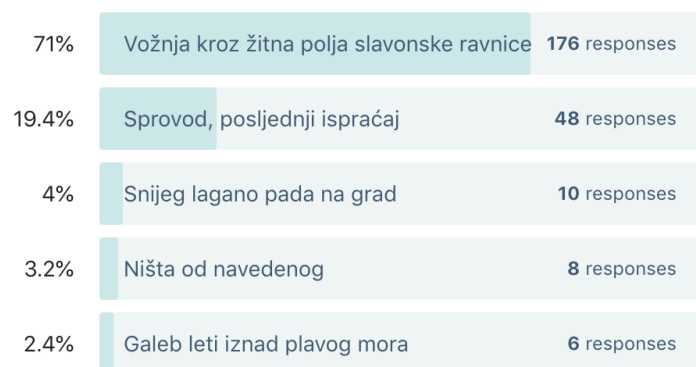 71% Vožnja kroz žitna polja slavonske ravnice 176 responses
19.4% Sprovod, posljednji ispraćaj 48 responses
4% Snijeg lagano pada na grad 10 responses
3.2% Ništa od navedenog 8 responses
2.4% Galeb leti iznad plavog mora 6 responses